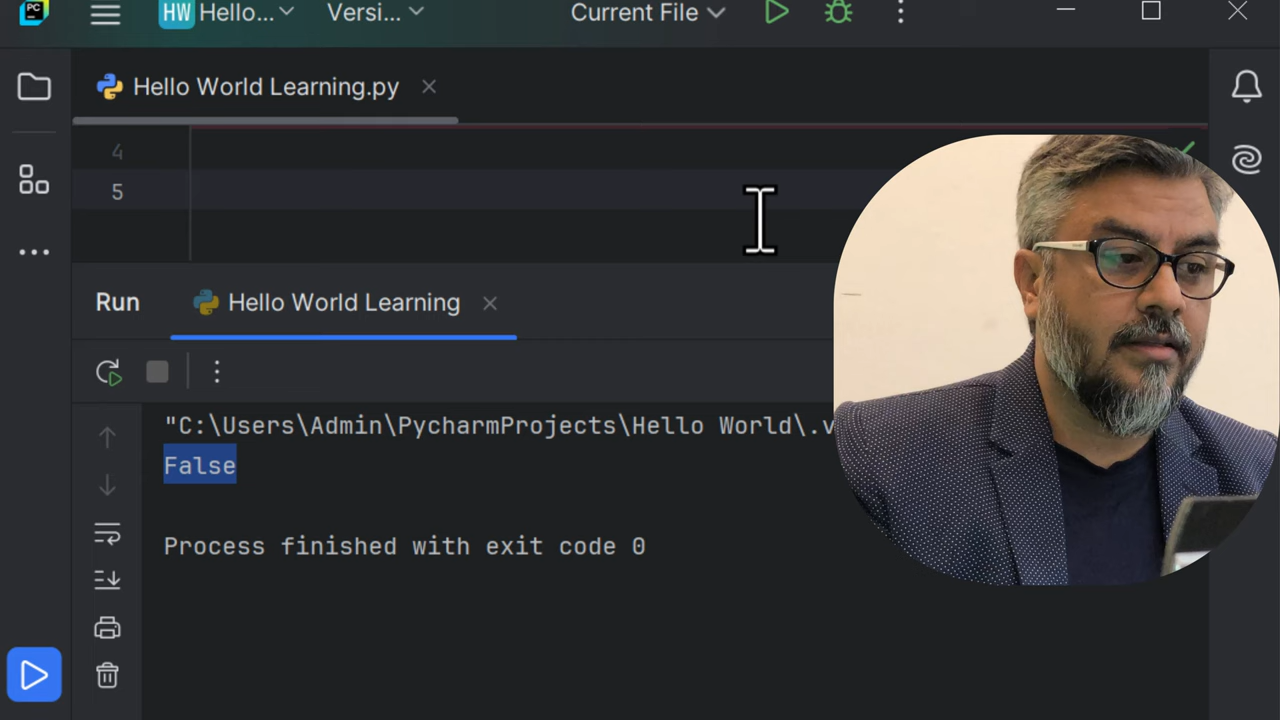 PC
HW Hello... Versi... Current File
Hello World Learning.py
4
5
Run Hello World Learning
"C:\Users\Admin\PycharmProjects\Hello World\.v
False
Process finished with exit code 0